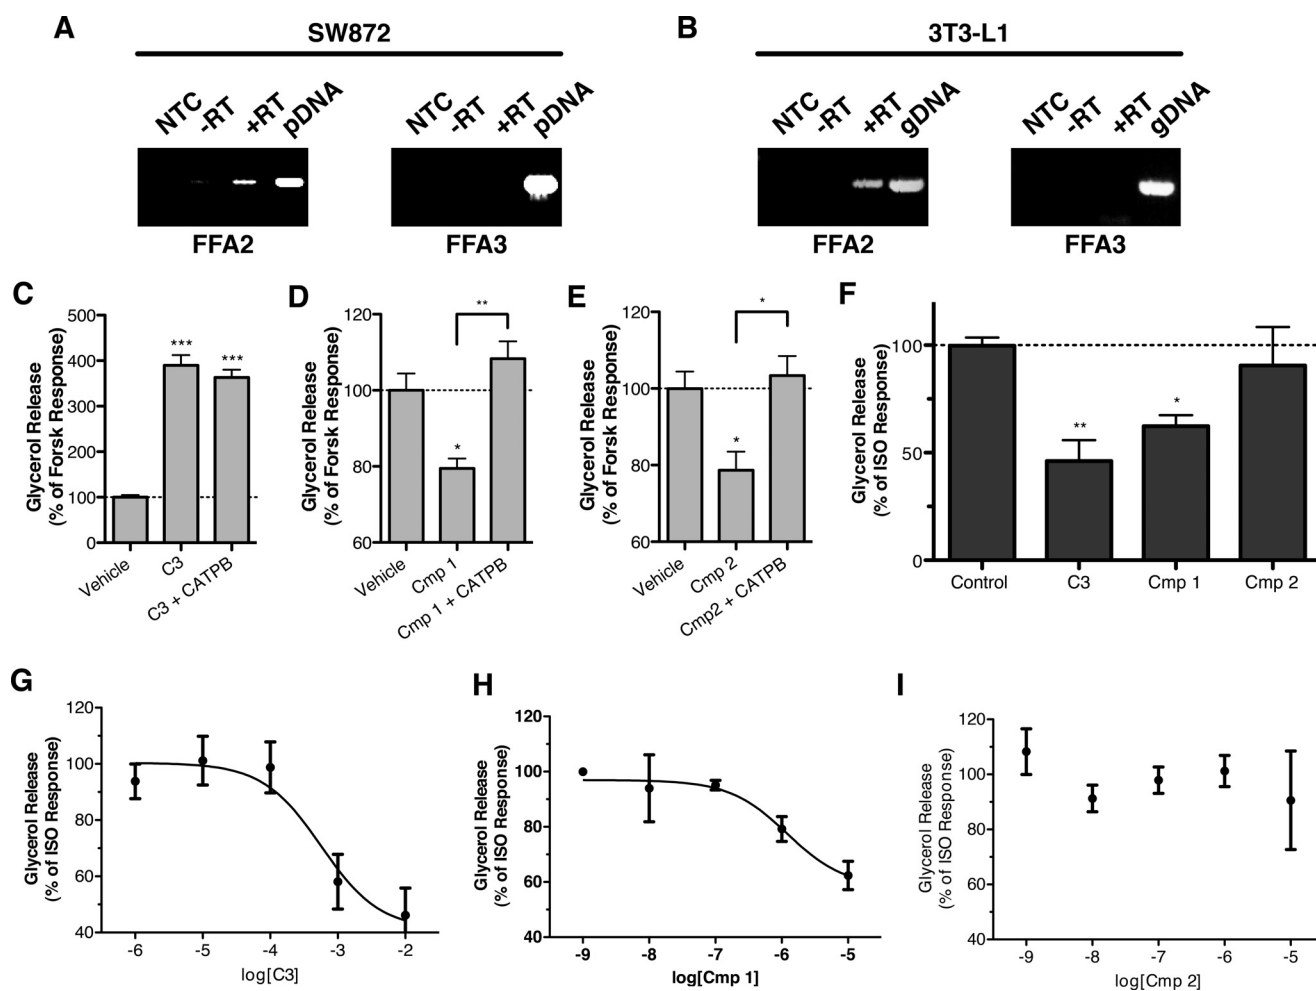 A
SW872
NTC -RT +RT pDNA
NTC -RT +RT pDNA
FFA2
FFA3
B
3T3-L1
NTC -RT +RT gDNA
NTC -RT +RT gDNA
FFA2
FFA3
C
Glycerol Release
(% of Forsk Response)
500
400
300
200
100
0
***
***
Vehicle
C3
C3 + CATPB
D
Glycerol Release
(% of Forsk Response)
120
100
80
60
**
*
Vehicle
Cmp 1
Cmp 1 + CATPB
E
Glycerol Release
(% of Forsk Response)
120
100
80
60
*
*
Vehicle
Cmp 2
Cmp2 + CATPB
F
Glycerol Release
(% of ISO Response)
100
50
0
**
*
Control
C3
Cmp 1
Cmp 2
G
Glycerol Release
(% of ISO Response)
120
100
80
60
40
-6 -5 -4 -3 -2
log[C3]
H
Glycerol Release
(% of ISO Response)
120
100
80
60
40
-9 -8 -7 -6 -5
log[Cmp 1]
I
Glycerol Release
(% of ISO Response)
120
100
80
60
40
-9 -8 -7 -6 -5
log[Cmp 2]